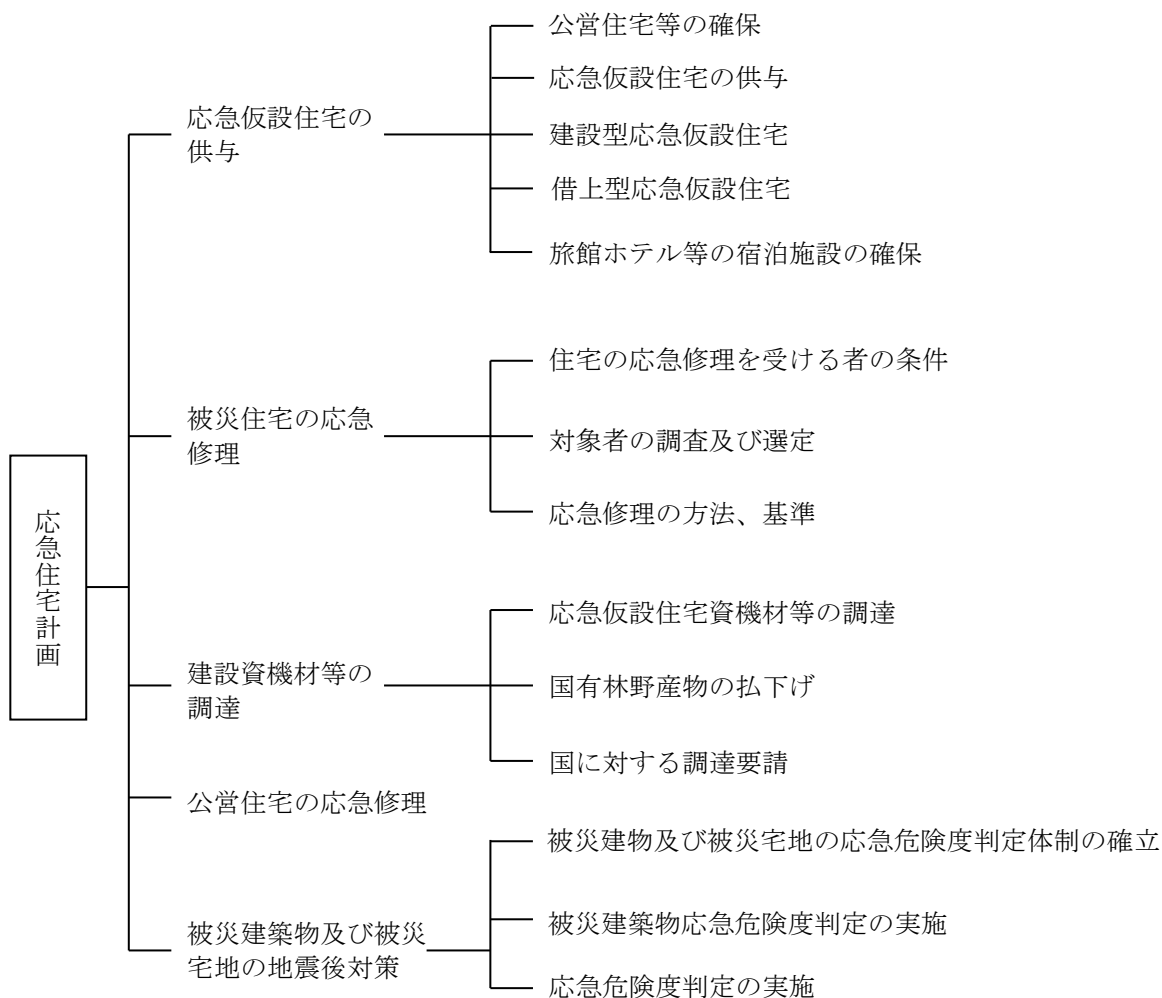 応急住宅計画
応急仮設住宅の
供与
公営住宅等の確保
応急仮設住宅の供与
建設型応急仮設住宅
借上型応急仮設住宅
旅館ホテル等の宿泊施設の確保
被災住宅の応急
修理
住宅の応急修理を受ける者の条件
対象者の調査及び選定
応急修理の方法、基準
建設資機材等の
調達
応急仮設住宅資機材等の調達
国有林野産物の払下げ
国に対する調達要請
公営住宅の応急修理
被災建築物及び被災
宅地の地震後対策
被災建物及び被災宅地の応急危険度判定体制の確立
被災建築物応急危険度判定の実施
応急危険度判定の実施